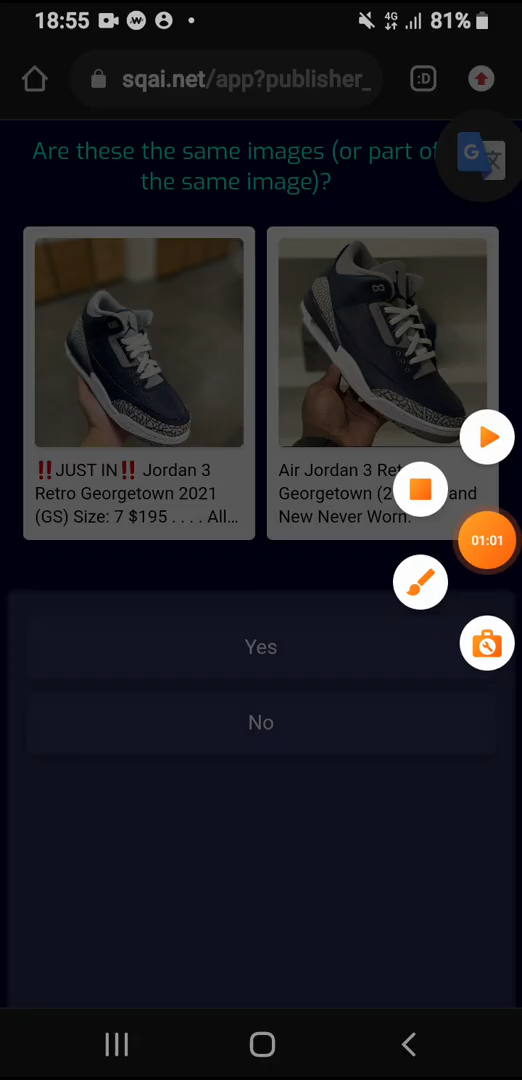 18:55 4G 81%
sqai.net/app?publisher_
:D
Are these the same images (or part of
the same image)?
‼JUST IN‼ Jordan 3
Retro Georgetown 2021
(GS) Size: 7 $195 . . . . All...
Air Jordan 3 Ret
Georgetown (2 and
New Never Worn.
01:01
Yes
No